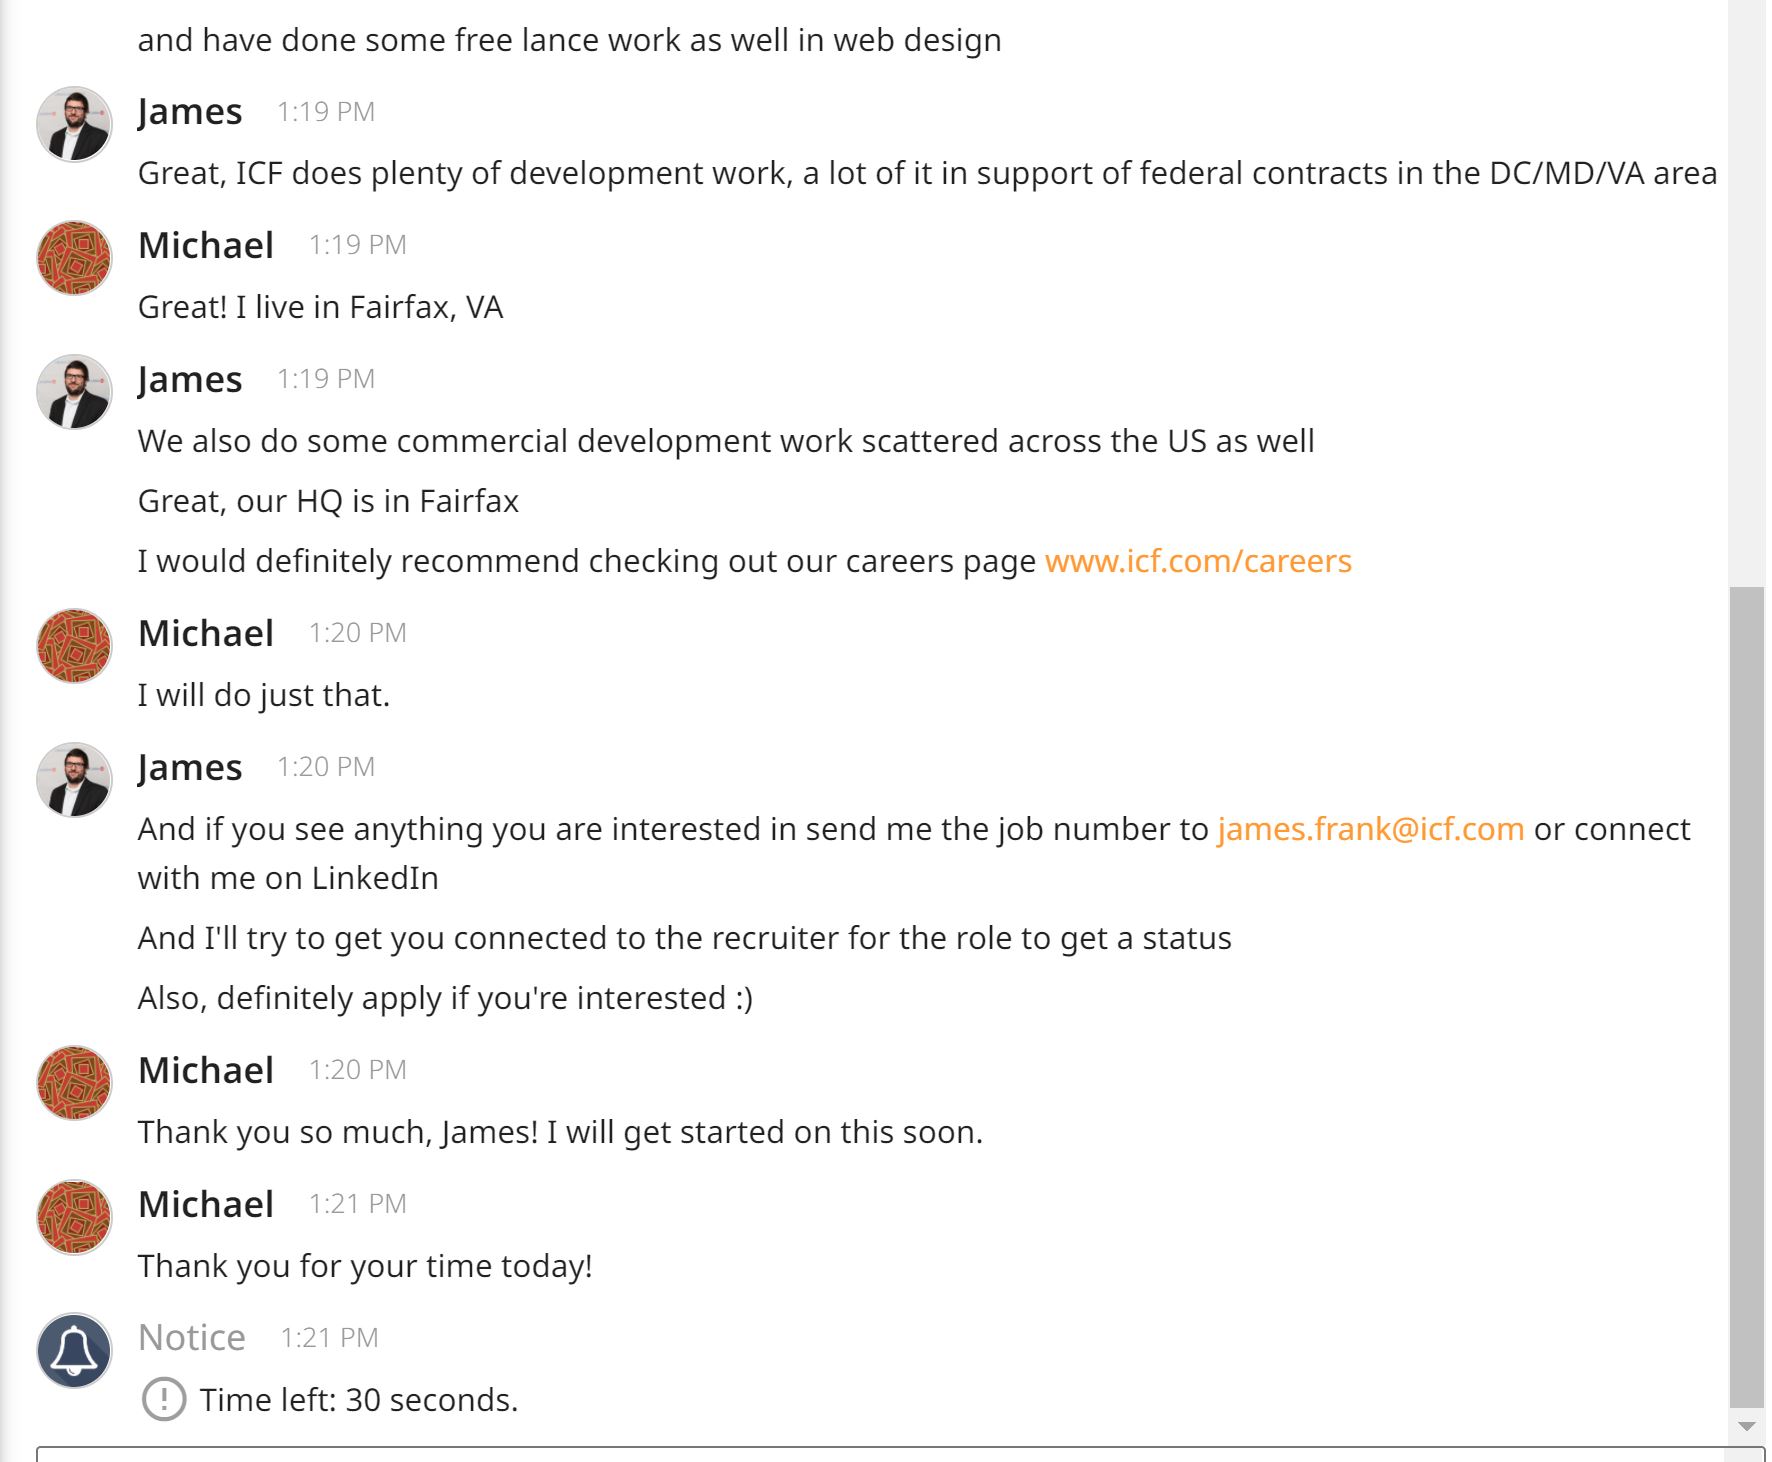 and have done some free lance work as well in web design
James 1:19 PM
Great, ICF does plenty of development work, a lot of it in support of federal contracts in the DC/MD/VA area
Michael 1:19 PM
Great! I live in Fairfax, VA
James 1:19 PM
We also do some commercial development work scattered across the US as well
Great, our HQ is in Fairfax
I would definitely recommend checking out our careers page www.icf.com/careers
Michael 1:20 PM
I will do just that.
James 1:20 PM
And if you see anything you are interested in send me the job number to james.frank@icf.com or connect
with me on LinkedIn
And I'll try to get you connected to the recruiter for the role to get a status
Also, definitely apply if you're interested :)
Michael 1:20 PM
Thank you so much, James! I will get started on this soon.
Michael 1:21 PM
Thank you for your time today!
Notice 1:21 PM
Time left: 30 seconds.